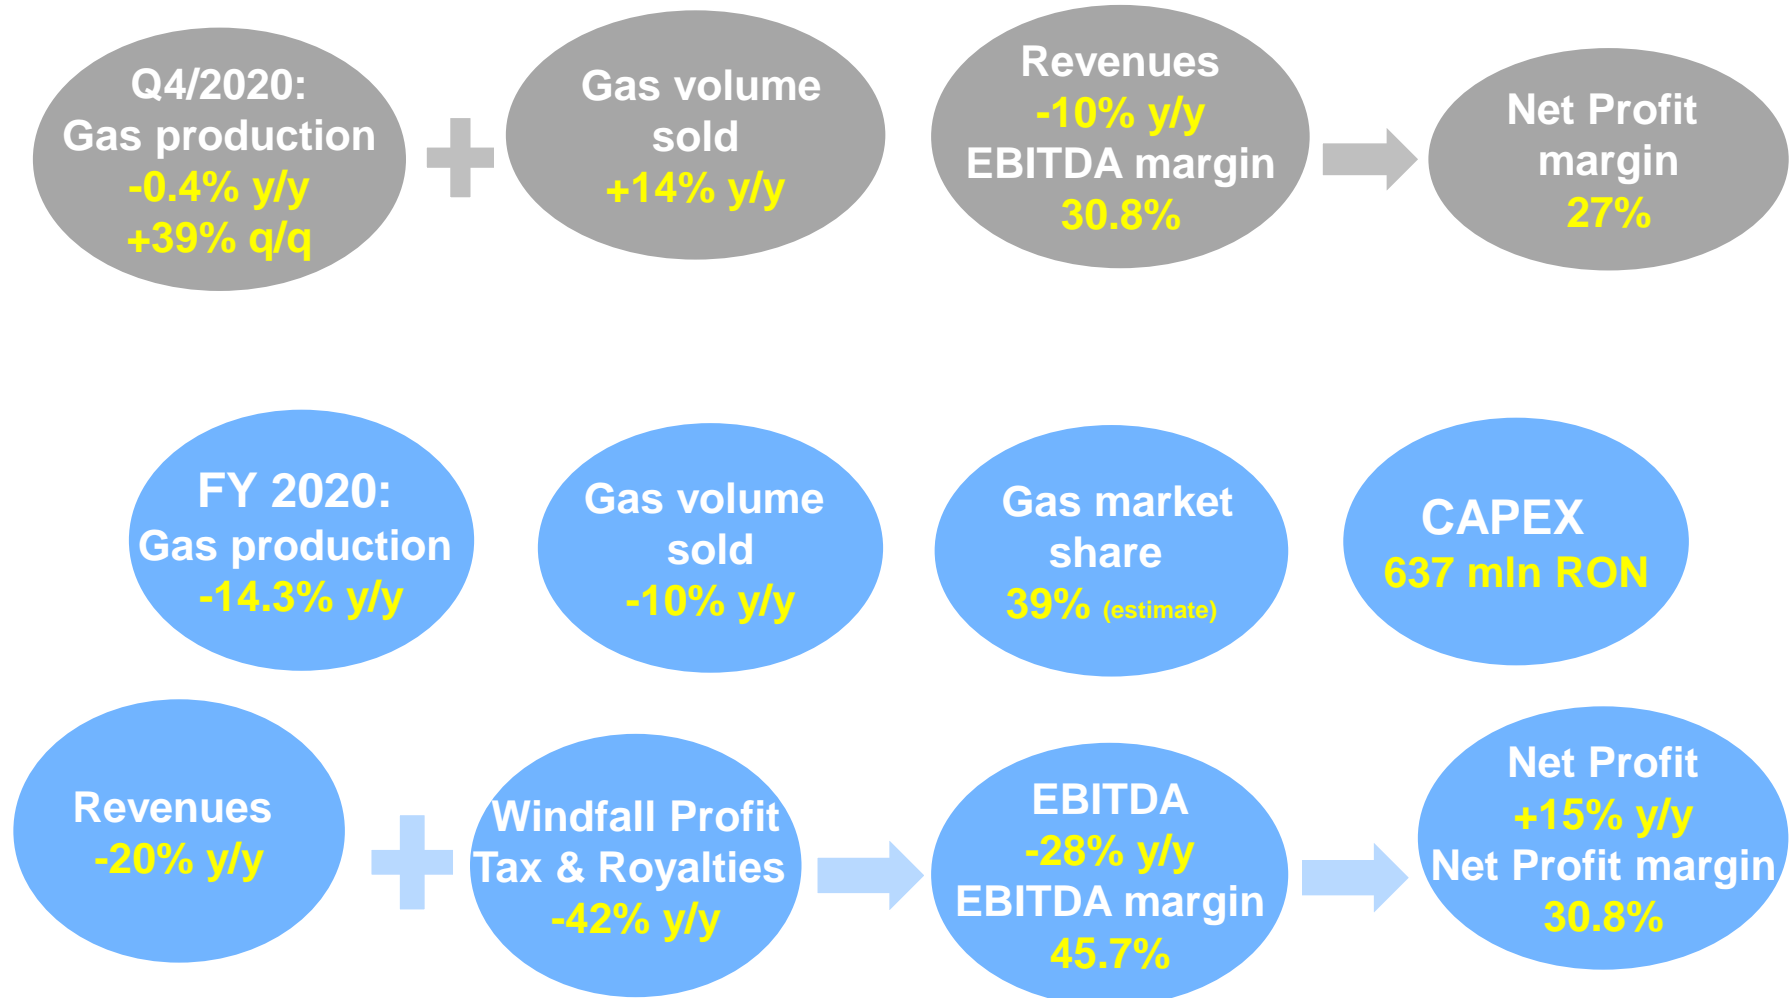 Q4/2020:
Gas production
-0.4% y/y
+39% q/q
Gas volume
sold
+14% y/y
Revenues
-10% y/y
EBITDA margin
30.8%
Net Profit
margin
27%
FY 2020:
Gas production
-14.3% y/y
Gas volume
sold
-10% y/y
Gas market
share
39% (estimate)
CAPEX
637 mln RON
Revenues
-20% y/y
Windfall Profit
Tax & Royalties
-42% y/y
EBITDA
-28% y/y
EBITDA margin
45.7%
Net Profit
+15% y/y
Net Profit margin
30.8%